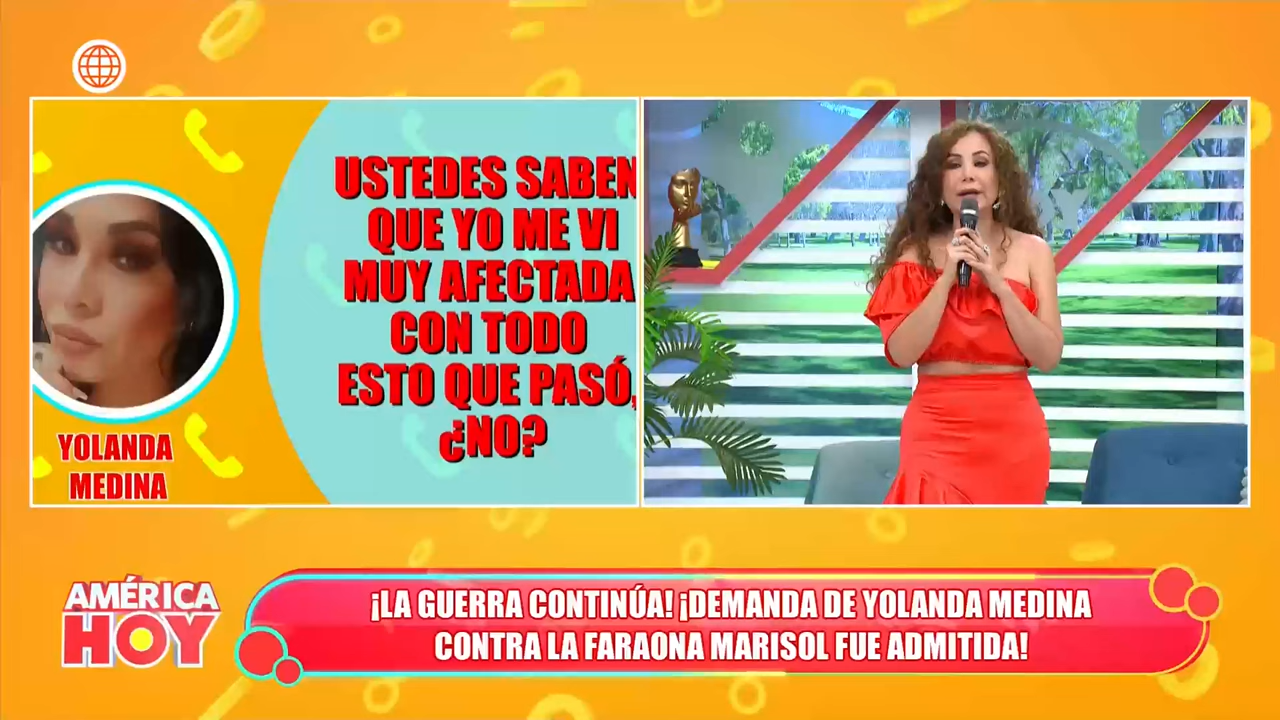 USTEDES SABEN
QUE YO ME VI
MUY AFECTADA
CON TODO
ESTO QUE PASÓ,
¿NO?
YOLANDA
MEDINA
AMÉRICA
HOY
¡LA GUERRA CONTINÚA! ¡DEMANDA DE YOLANDA MEDINA
CONTRA LA FARAONA MARISOL FUE ADMITIDA!